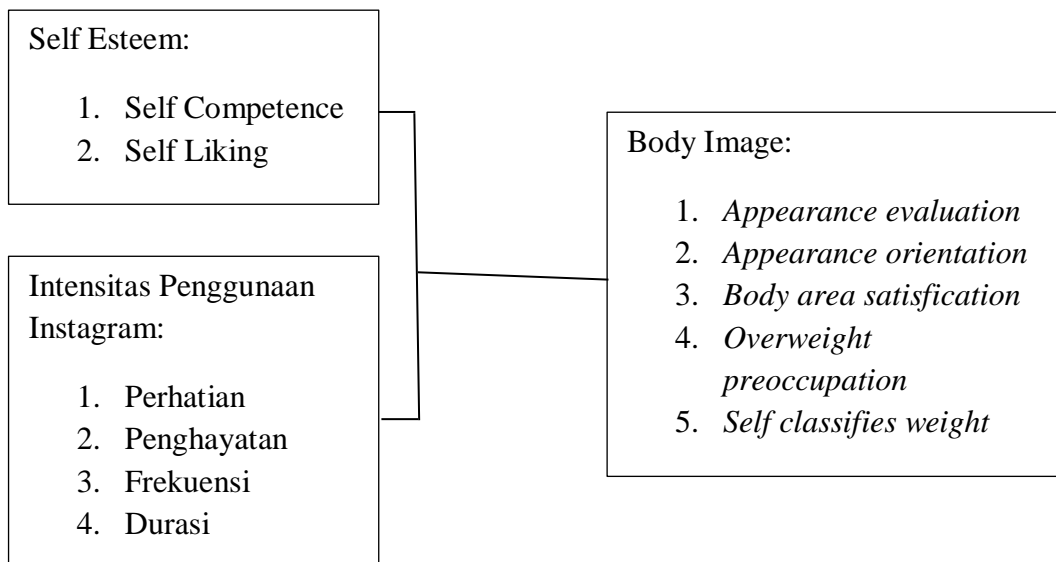 Self Esteem:
1. Self Competence
2. Self Liking
Intensitas Penggunaan
Instagram:
1. Perhatian
2. Penghayatan
3. Frekuensi
4. Durasi
Body Image:
1. Appearance evaluation
2. Appearance orientation
3. Body area satisfication
4. Overweight
preoccupation
5. Self classifies weight